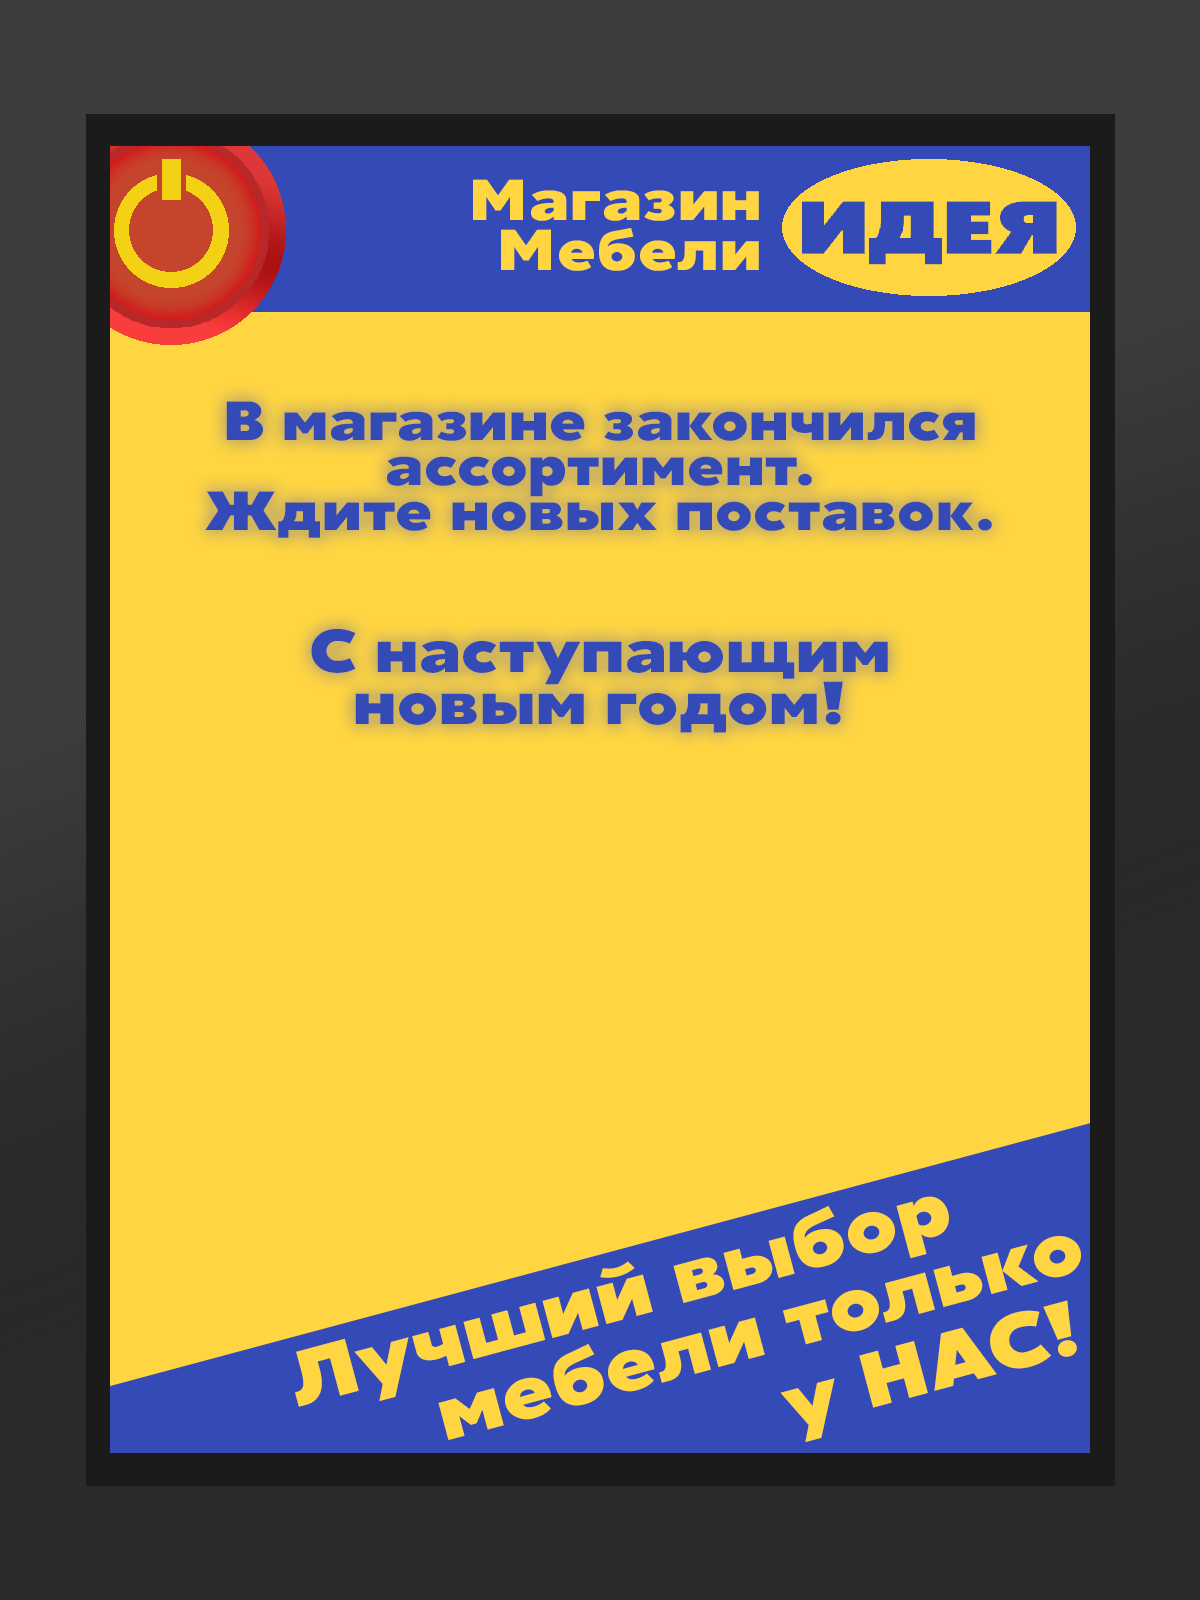 Магазин
Мебели
ИДЕЯ
В магазине закончился
ассортимент.
Ждите новых поставок.
С наступающим
новым годом!
Лучший выбор
мебели только
у НАС!